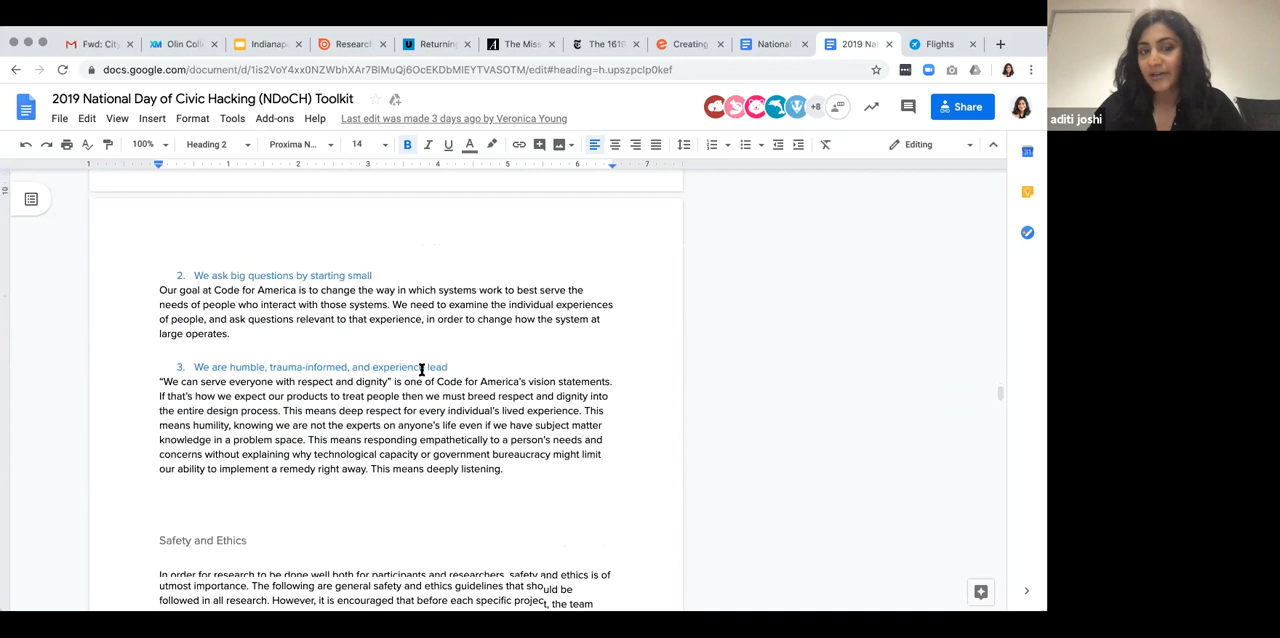 Fwd: City
Olin Coll
Indianap
Research
Returning
The Miss
The 1619
Creating
National
2019 Nat
Flights
docs.google.com/document/d/1is2VoY4xx0NZWbhXAr7BIMuQj6OcEKDbMIEYTVASOTM/edit#heading=h.upszpclp0kef
2019 National Day of Civic Hacking (NDoCH) Toolkit
File Edit View Insert Format Tools Add-ons Help Last edit was made 3 days ago by Veronica Young
+8
Share
100% Heading 2 Proxima N... 14 B I U A Editing
1 1 2 3 4 5 6 7
2. We ask big questions by starting small
Our goal at Code for America is to change the way in which systems work to best serve the
needs of people who interact with those systems. We need to examine the individual experiences
of people, and ask questions relevant to that experience, in order to change how the system at
large operates.
3. We are humble, trauma-informed, and experience lead
“We can serve everyone with respect and dignity” is one of Code for America’s vision statements.
If that’s how we expect our products to treat people then we must breed respect and dignity into
the entire design process. This means deep respect for every individual’s lived experience. This
means humility, knowing we are not the experts on anyone’s life even if we have subject matter
knowledge in a problem space. This means responding empathetically to a person’s needs and
concerns without explaining why technological capacity or government bureaucracy might limit
our ability to implement a remedy right away. This means deeply listening.
Safety and Ethics
In order for research to be done well both for participants and researchers, safety and ethics is of
utmost importance. The following are general safety and ethics guidelines that should be
followed in all research. However, it is encouraged that before each specific project, the team
aditi joshi